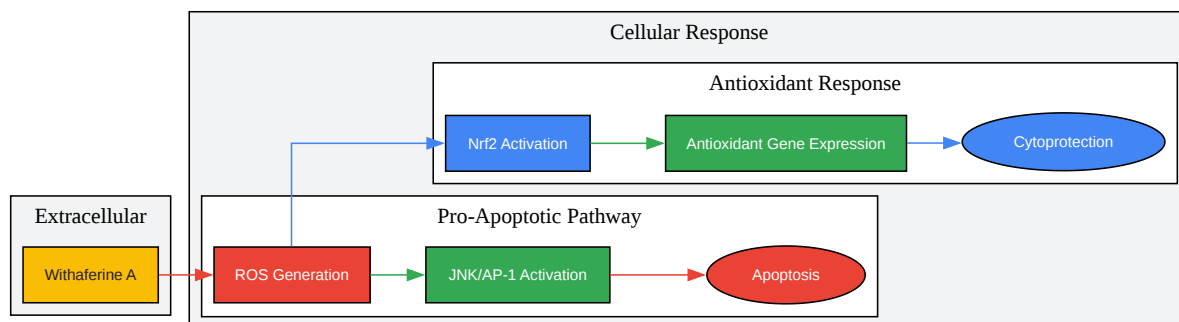 Cellular Response
Antioxidant Response
Nrf2 Activation
Antioxidant Gene Expression
Cytoprotection
Extracellular
Withaferine A
Pro-Apoptotic Pathway
ROS Generation
JNK/AP-1 Activation
Apoptosis